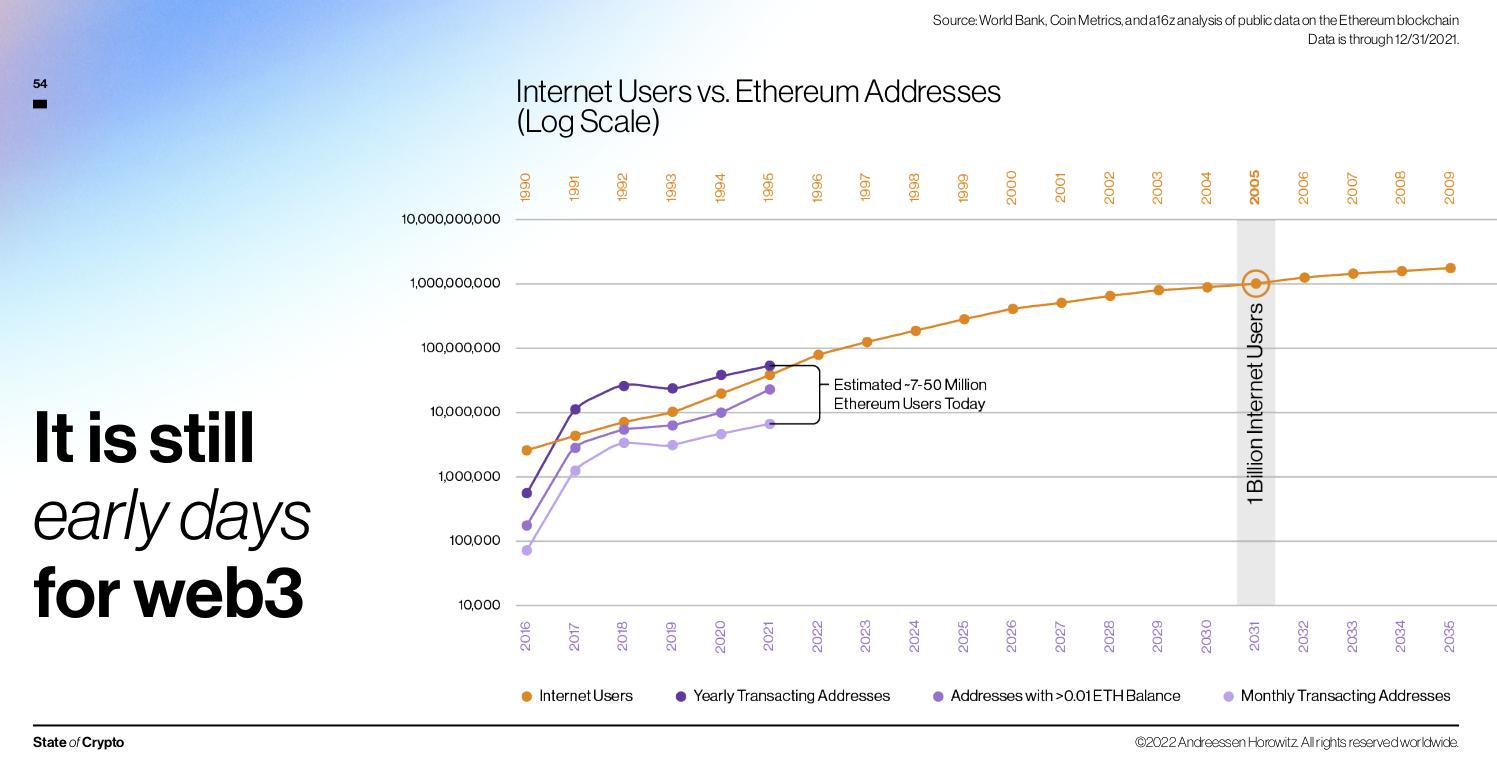 Source: World Bank, Coin Metrics, and a16z analysis of public data on the Ethereum blockchain
Data is through 12/31/2021.
54
Internet Users vs. Ethereum Addresses
(Log Scale)
1990 1991 1992 1993 1994 1995 1996 1997 1998 1999 2000 2001 2002 2003 2004 2005 2006 2007 2008 2009
10,000,000,000
1,000,000,000
100,000,000
10,000,000
1,000,000
100,000
10,000
Estimated ~7-50 Million
Ethereum Users Today
1 Billion Internet Users
It is still
early days
for web3
2016 2017 2018 2019 2020 2021 2022 2023 2024 2025 2026 2027 2028 2029 2030 2031 2032 2033 2034 2035
Internet Users Yearly Transacting Addresses Addresses with >0.01 ETH Balance Monthly Transacting Addresses
State of Crypto
©2022 Andreessen Horowitz. All rights reserved worldwide.